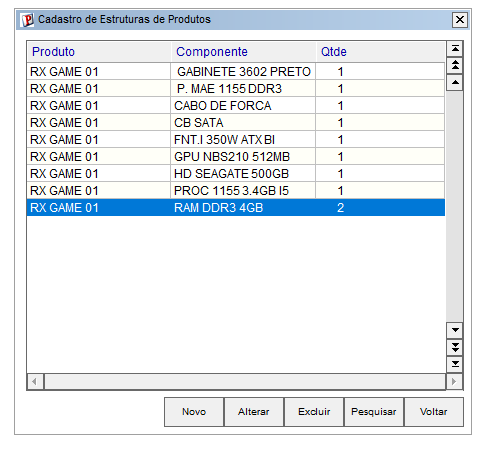 Cadastro de Estruturas de Produtos
Produto Componente Qtde
RX GAME 01 GABINETE 3602 PRETO 1
RX GAME 01 P. MAE 1155 DDR3 1
RX GAME 01 CABO DE FORCA 1
RX GAME 01 CB SATA 1
RX GAME 01 FNT.I 350W ATX BI 1
RX GAME 01 GPU NBS210 512MB 1
RX GAME 01 HD SEAGATE 500GB 1
RX GAME 01 PROC 1155 3.4GB I5 1
RX GAME 01 RAM DDR3 4GB 2
Novo Alterar Excluir Pesquisar Voltar